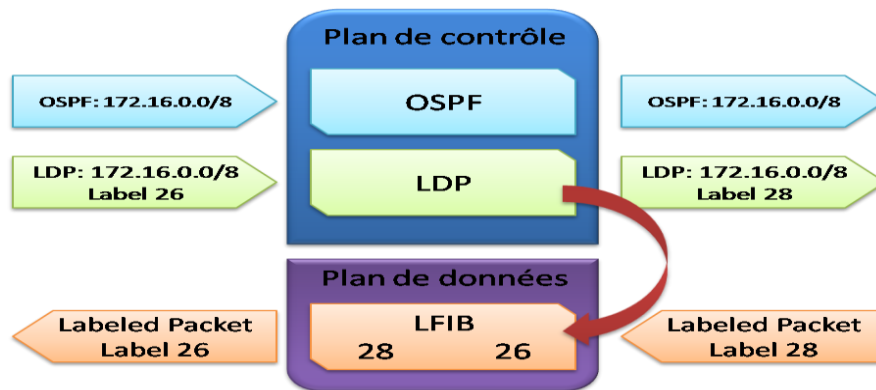 Plan de contrôle
OSPF: 172.16.0.0/8
OSPF
OSPF: 172.16.0.0/8
LDP: 172.16.0.0/8
Label 26
LDP
LDP: 172.16.0.0/8
Label 28
Plan de données
Labeled Packet
Label 26
LFIB
28 26
Labeled Packet
Label 28